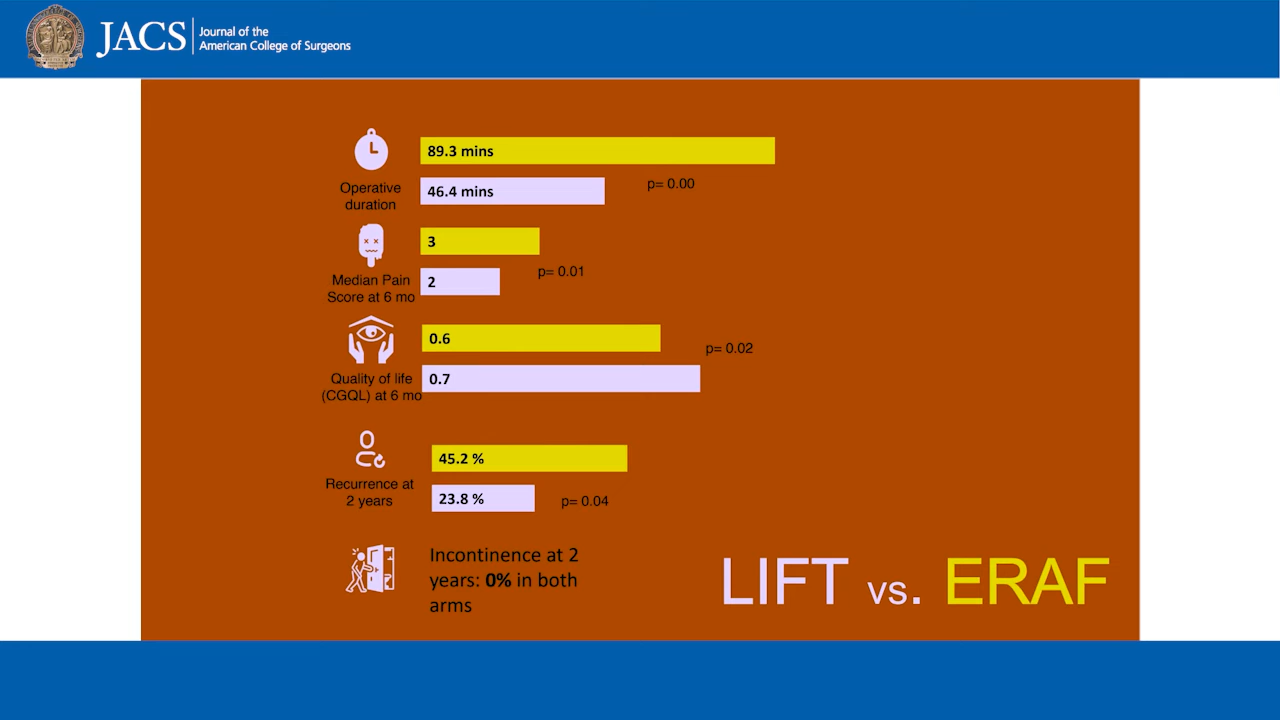 JACS
Journal of the
American College of Surgeons
89.3 mins
46.4 mins
p= 0.00
Operative
duration
3
2
p= 0.01
Median Pain
Score at 6 mo
0.6
0.7
p= 0.02
Quality of life
(CGQL) at 6 mo
45.2 %
23.8 %
p= 0.04
Recurrence at
2 years
Incontinence at 2
years: 0% in both
arms
LIFT vs. ERAF